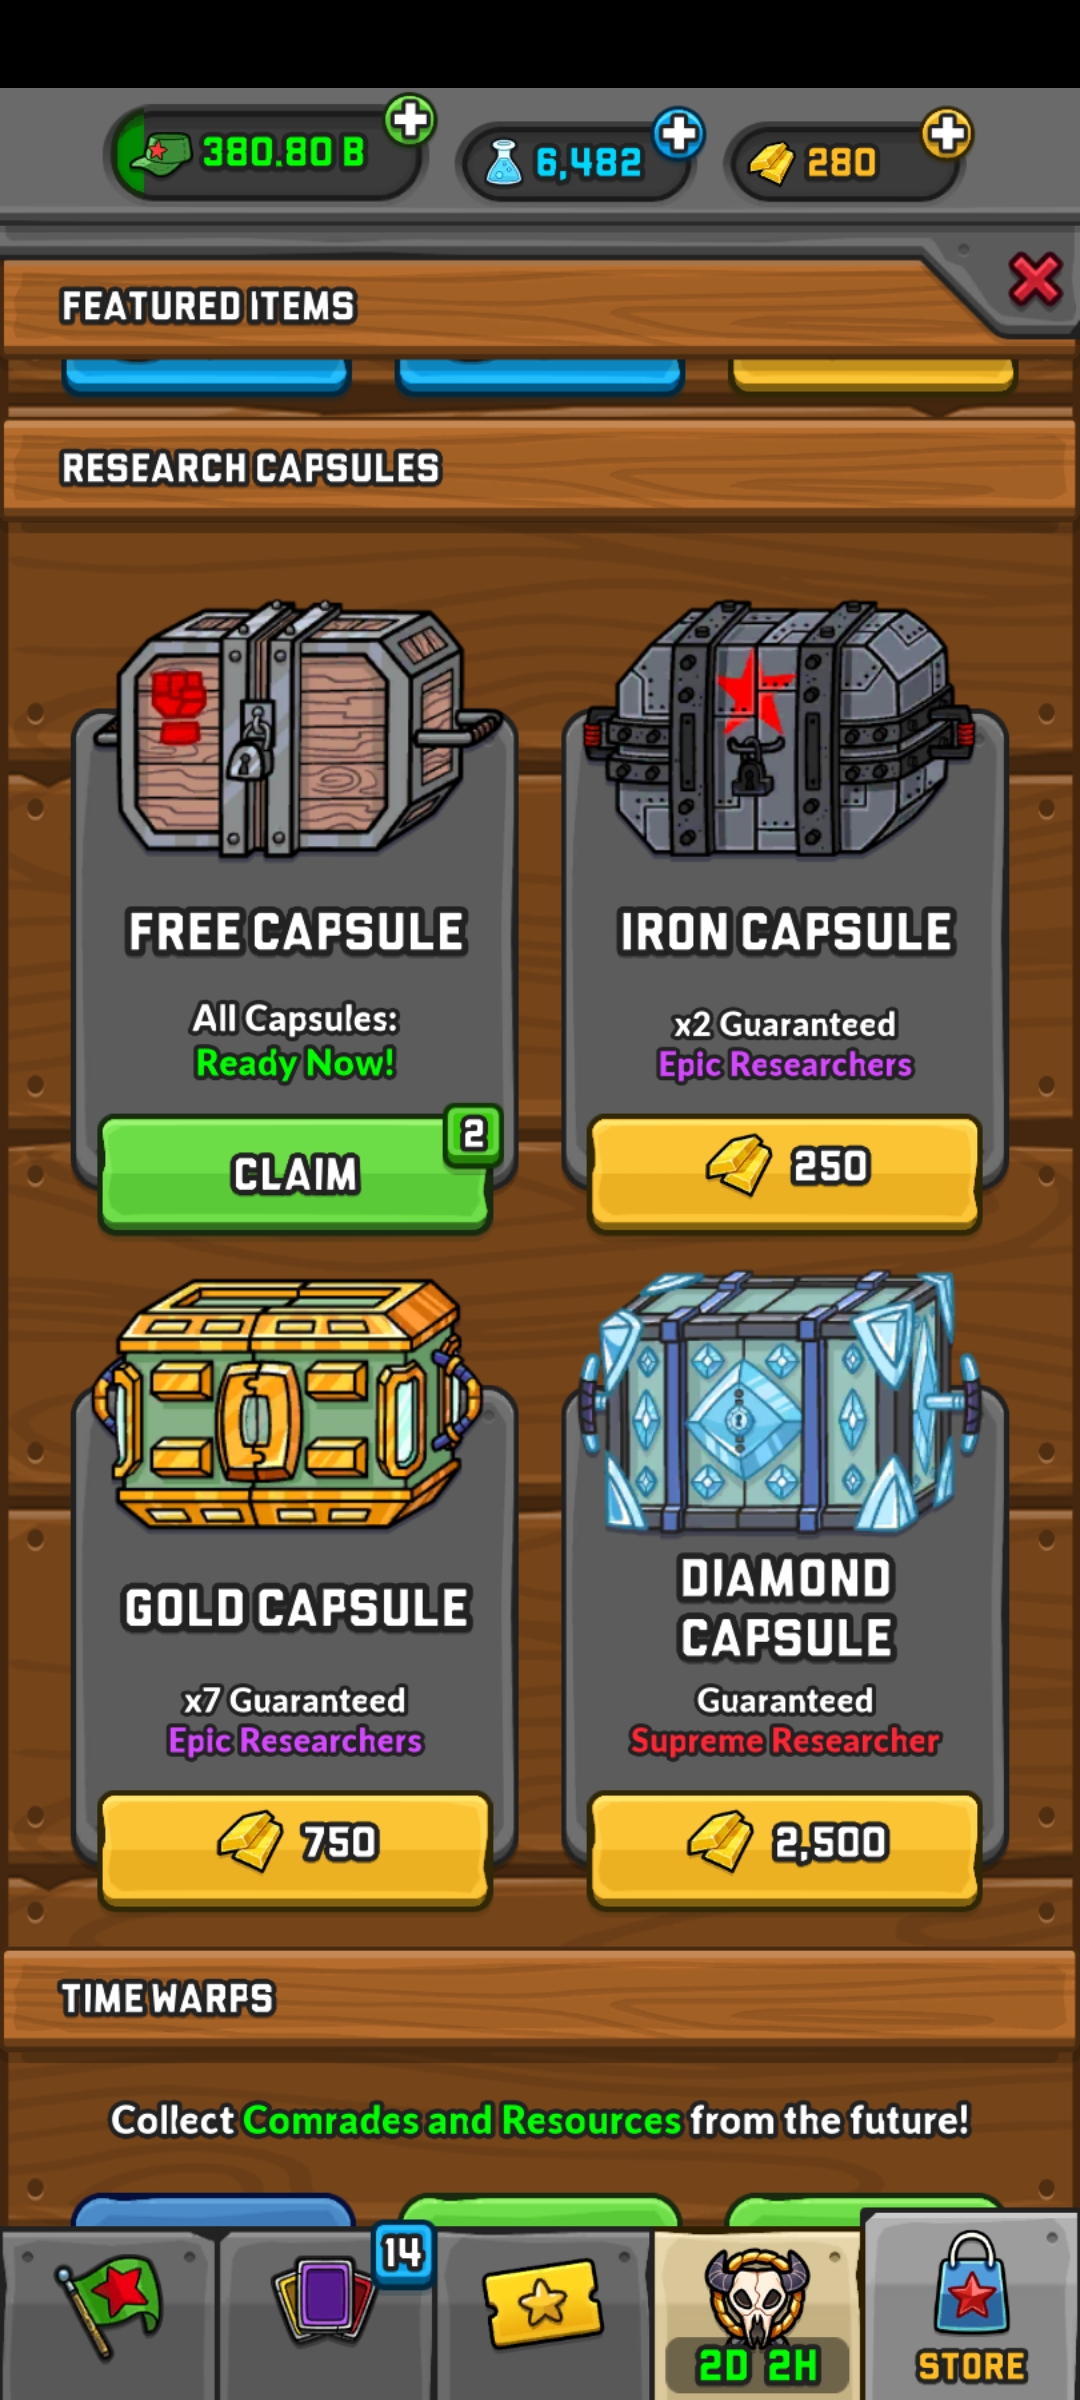 380.80 B
6,482
280
FEATURED ITEMS
RESEARCH CAPSULES
FREE CAPSULE
All Capsules:
Ready Now!
2
CLAIM
IRON CAPSULE
x2 Guaranteed
Epic Researchers
250
GOLD CAPSULE
x7 Guaranteed
Epic Researchers
750
DIAMOND
CAPSULE
Guaranteed
Supreme Researcher
2,500
TIME WARPS
Collect Comrades and Resources from the future!
14
2D 2H
STORE